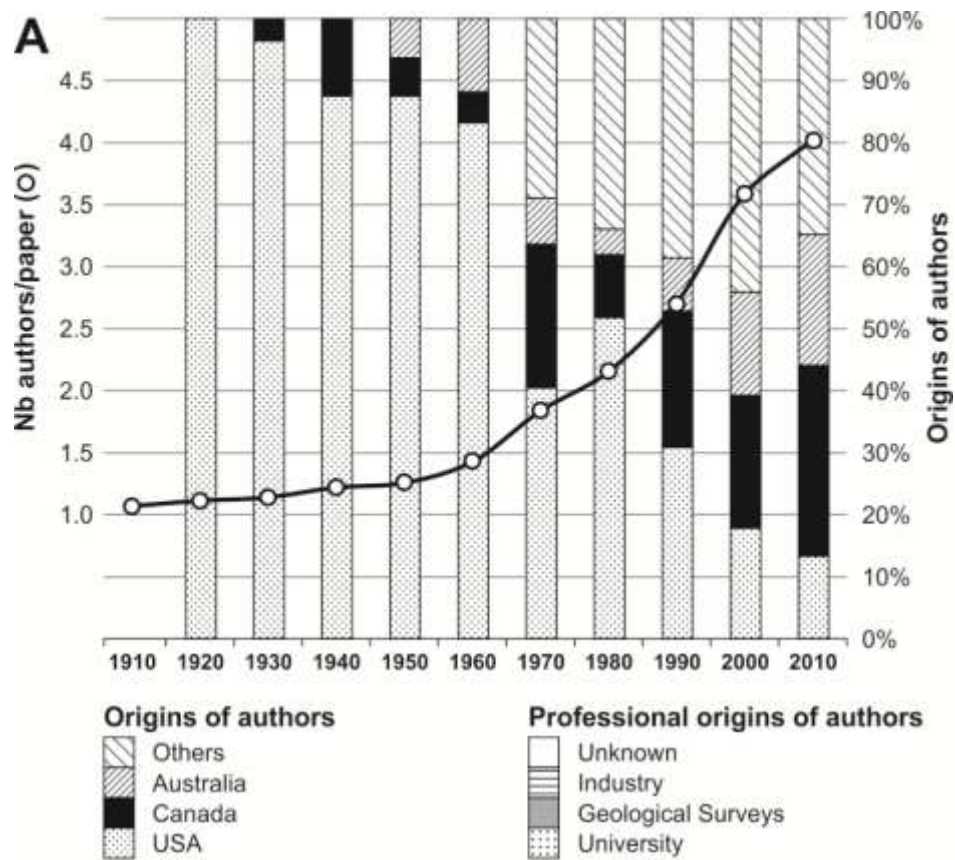 A
100%
4.5
90%
4.0
80%
3.5
70%
3.0
60%
2.5
50%
2.0
40%
1.5
30%
1.0
20%
10%
0%
Nb authors/paper (O)
Origins of authors
1910 1920 1930 1940 1950 1960 1970 1980 1990 2000 2010
Origins of authors
Others
Australia
Canada
USA
Professional origins of authors
Unknown
Industry
Geological Surveys
University